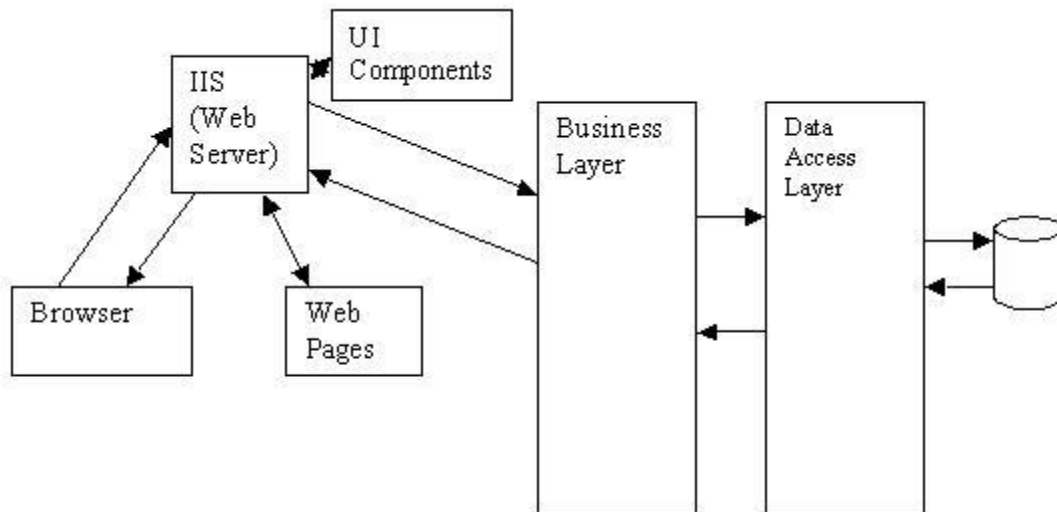 UI
Components
IIS
(Web
Server)
Business
Layer
Data
Access
Layer
Browser
Web
Pages